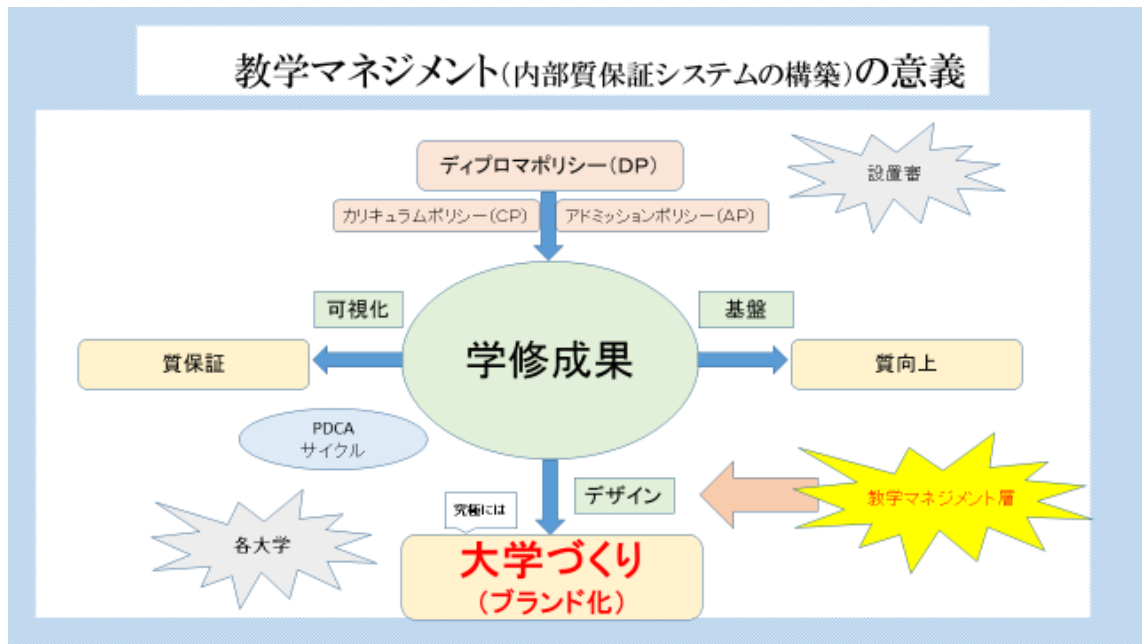 教学マネジメント(内部質保証システムの構築)の意義
ディプロマポリシー(DP)
設置審
カリキュラムポリシー(CP)
アドミッションポリシー(AP)
可視化
基盤
学修成果
質保証
質向上
PDCA
サイクル
デザイン
教学マネジメント層
究極には
各大学
大学づくり
(ブランド化)